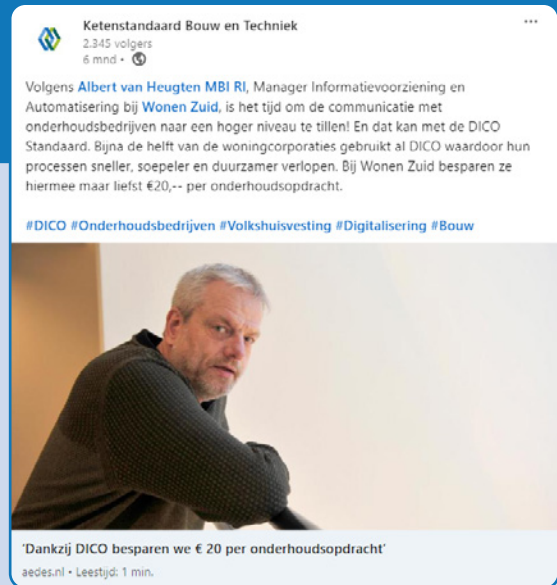 Ketenstandaard Bouw en Techniek
2.345 volgers
6 mnd •
Volgens Albert van Heugten MBI RI, Manager Informatievoorziening en
Automatisering bij Wonen Zuid, is het tijd om de communicatie met
onderhoudsbedrijven naar een hoger niveau te tillen! En dat kan met de DICO
Standaard. Bijna de helft van de woningcorporaties gebruikt al DICO waardoor hun
processen sneller, soepeler en duurzamer verlopen. Bij Wonen Zuid besparen ze
hiermee maar liefst €20,-- per onderhoudsopdracht.
#DICO #Onderhoudsbedrijven #Volkshuisvesting #Digitalisering #Bouw
'Dankzij DICO besparen we € 20 per onderhoudsopdracht'
aedes.nl • Leestijd: 1 min.